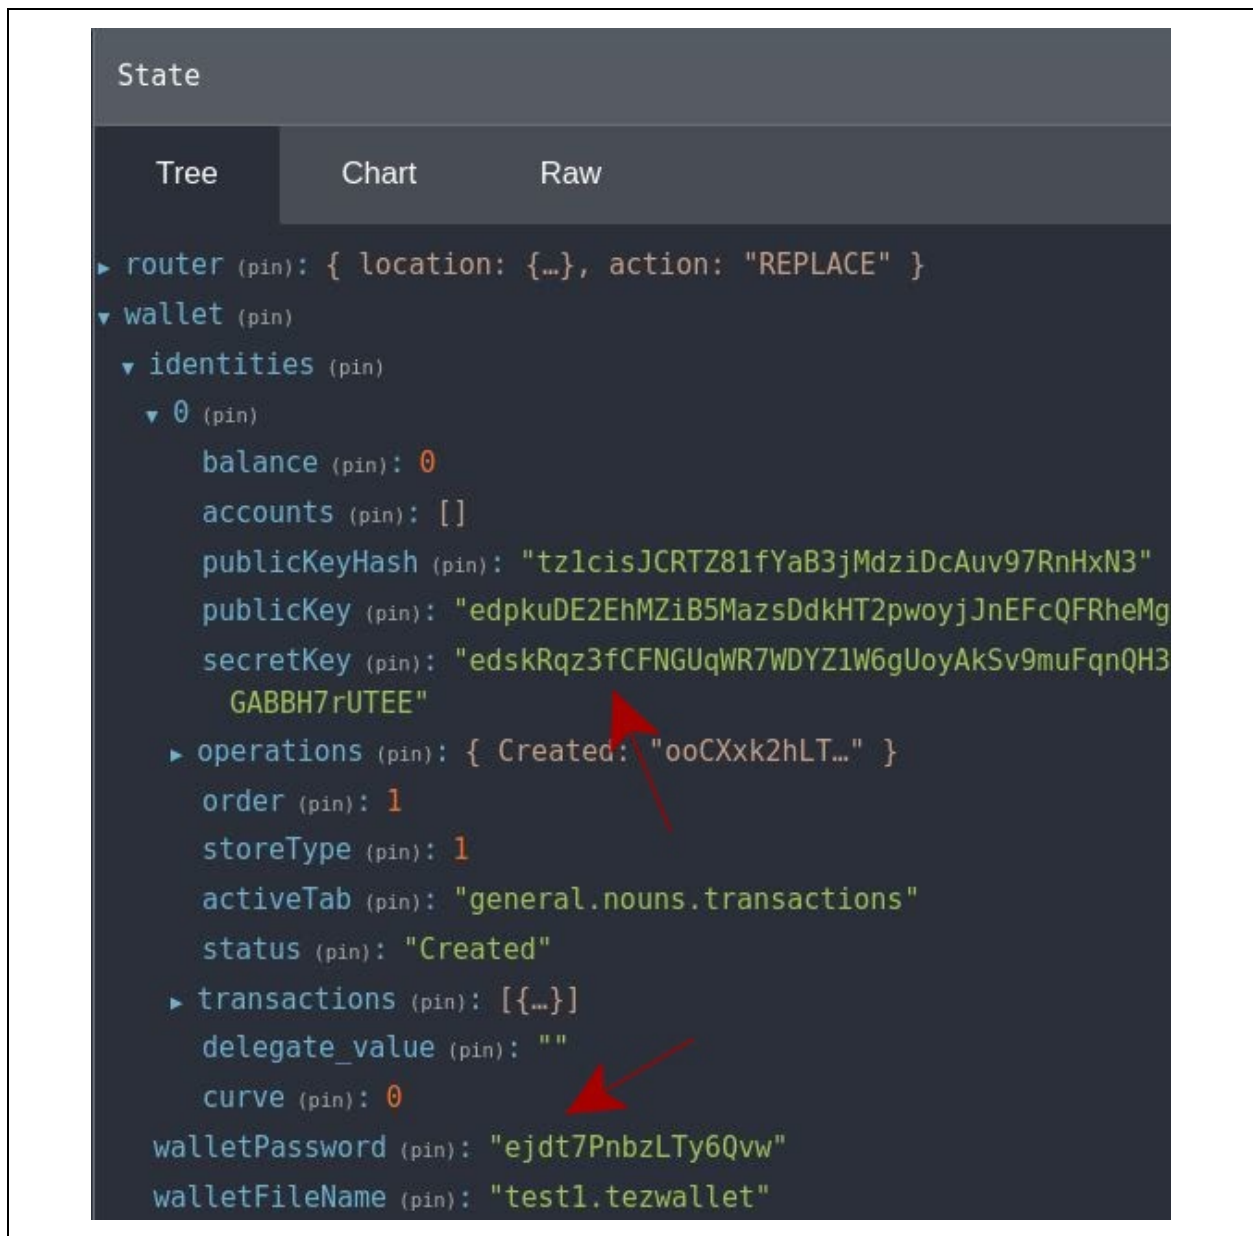 State
Tree Chart Raw
▶ router (pin): { location: {…}, action: "REPLACE" }
▼ wallet (pin)
▼ identities (pin)
▼ 0 (pin)
balance (pin): 0
accounts (pin): []
publicKeyHash (pin): "tz1cisJCRTZ81fYaB3jMdziDcAuv97RnHxN3"
publicKey (pin): "edpkuDE2EhMZiB5MazsDdkHT2pwoyjJnEFcQFRheMg
secretKey (pin): "edskRqz3fCFNGUqWR7WDYZ1W6gUoyAkSv9muFqnQH3
GABBH7rUTEE"
▶ operations (pin): { Created: "ooCXxk2hLT…" }
order (pin): 1
storeType (pin): 1
activeTab (pin): "general.nouns.transactions"
status (pin): "Created"
▶ transactions (pin): [{…}]
delegate_value (pin): ""
curve (pin): 0
walletPassword (pin): "ejdt7PnbzLTy6Qvw"
walletFileName (pin): "test1.tezwallet"